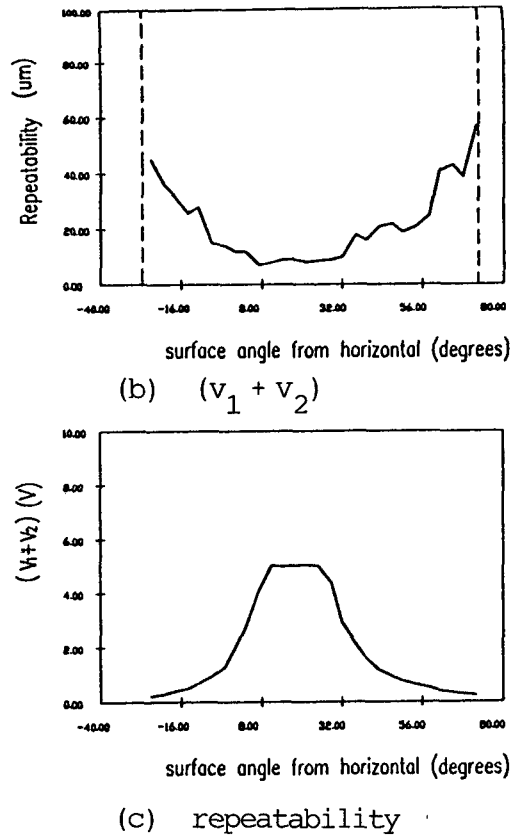 100.00
80.00
60.00
40.00
20.00
0.00
Repeatability (um)
-40.00 -16.00 8.00 32.00 56.00 80.00
surface angle from horizontal (degrees)
(b) (v1 + v2)
10.00
8.00
6.00
4.00
2.00
0.00
(V1+V2) (V)
-40.00 -16.00 8.00 32.00 56.00 80.00
surface angle from horizontal (degrees)
(c) repeatability